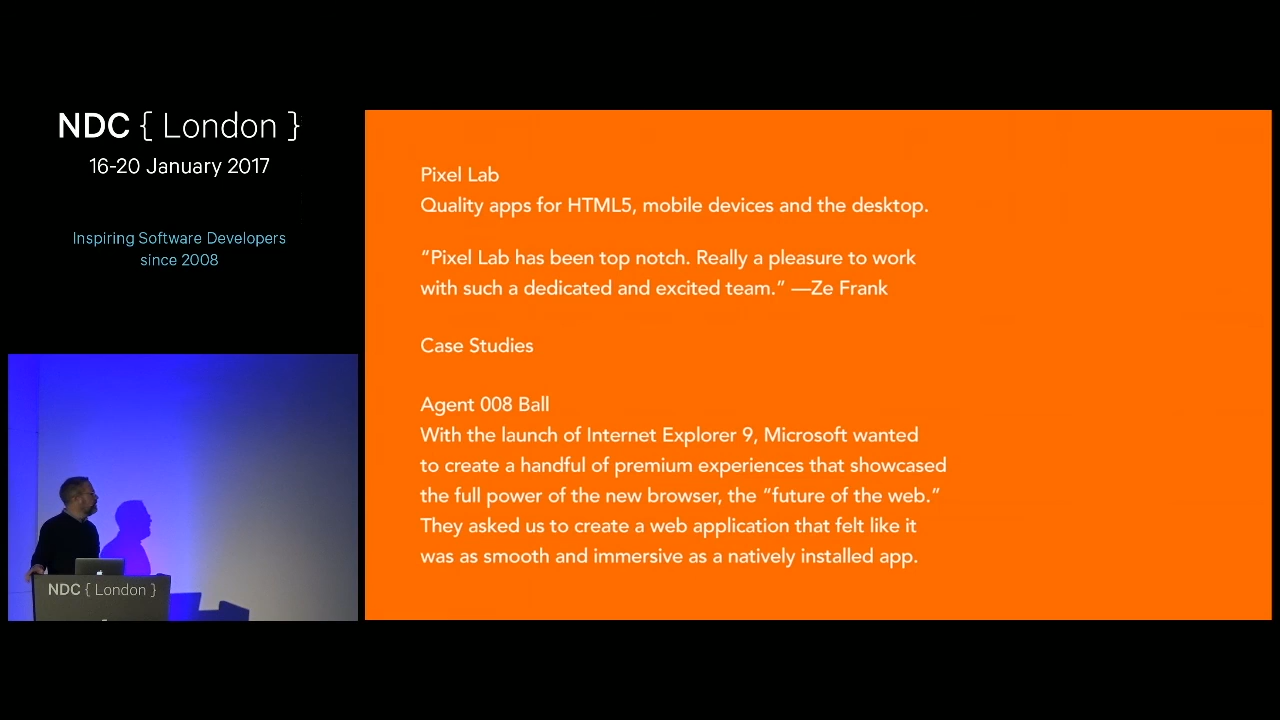 NDC { London }
16-20 January 2017
Inspiring Software Developers
since 2008
NDC { London }
Pixel Lab
Quality apps for HTML5, mobile devices and the desktop.
“Pixel Lab has been top notch. Really a pleasure to work
with such a dedicated and excited team.” —Ze Frank
Case Studies
Agent 008 Ball
With the launch of Internet Explorer 9, Microsoft wanted
to create a handful of premium experiences that showcased
the full power of the new browser, the “future of the web.”
They asked us to create a web application that felt like it
was as smooth and immersive as a natively installed app.